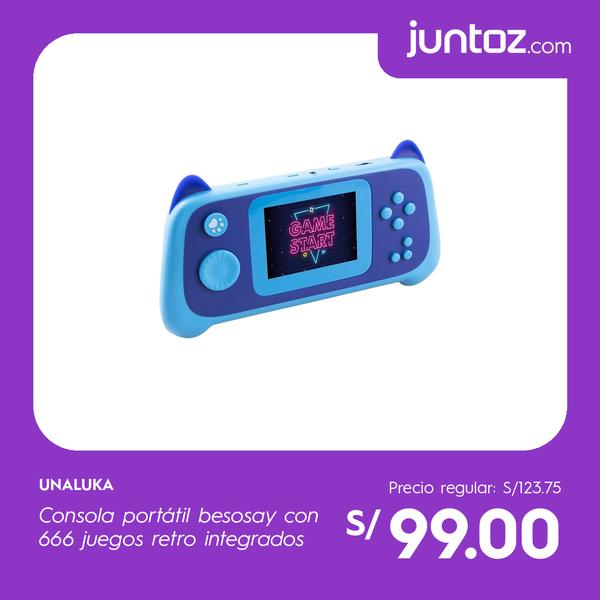 juntoz.com
GAME
START
UNALUKA
Consola portátil besosay con
666 juegos retro integrados
Precio regular: S/123.75
S/99.00